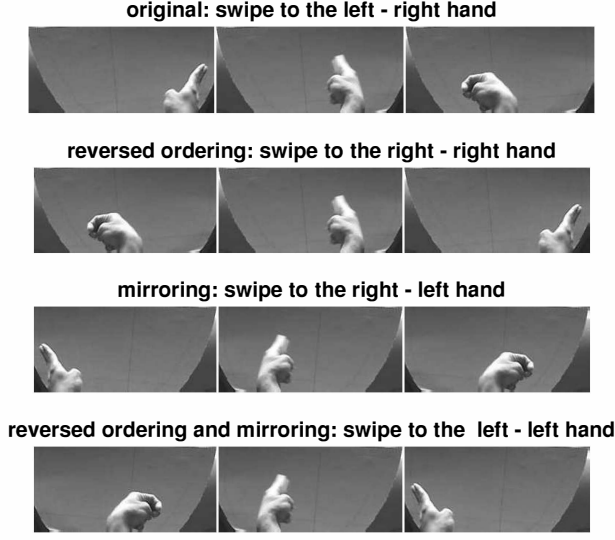 original: swipe to the left - right hand
reversed ordering: swipe to the right - right hand
mirroring: swipe to the right - left hand
reversed ordering and mirroring: swipe to the left - left hand